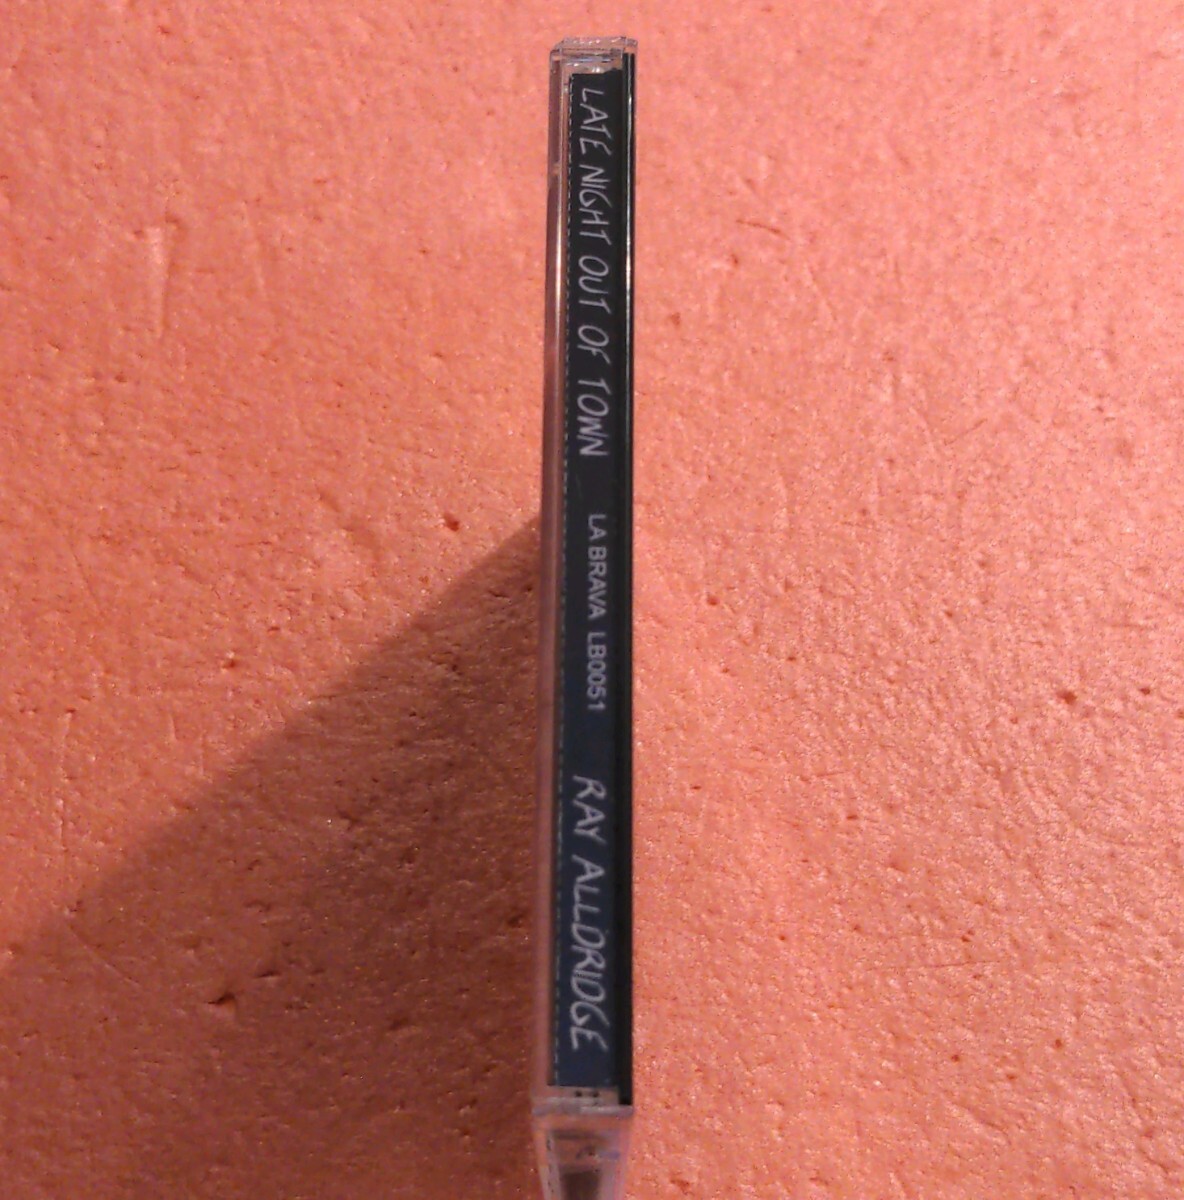 LATE NIGHT OUT OF TOWN
LA BRAVA LB0051
RAY ALLDRIDGE